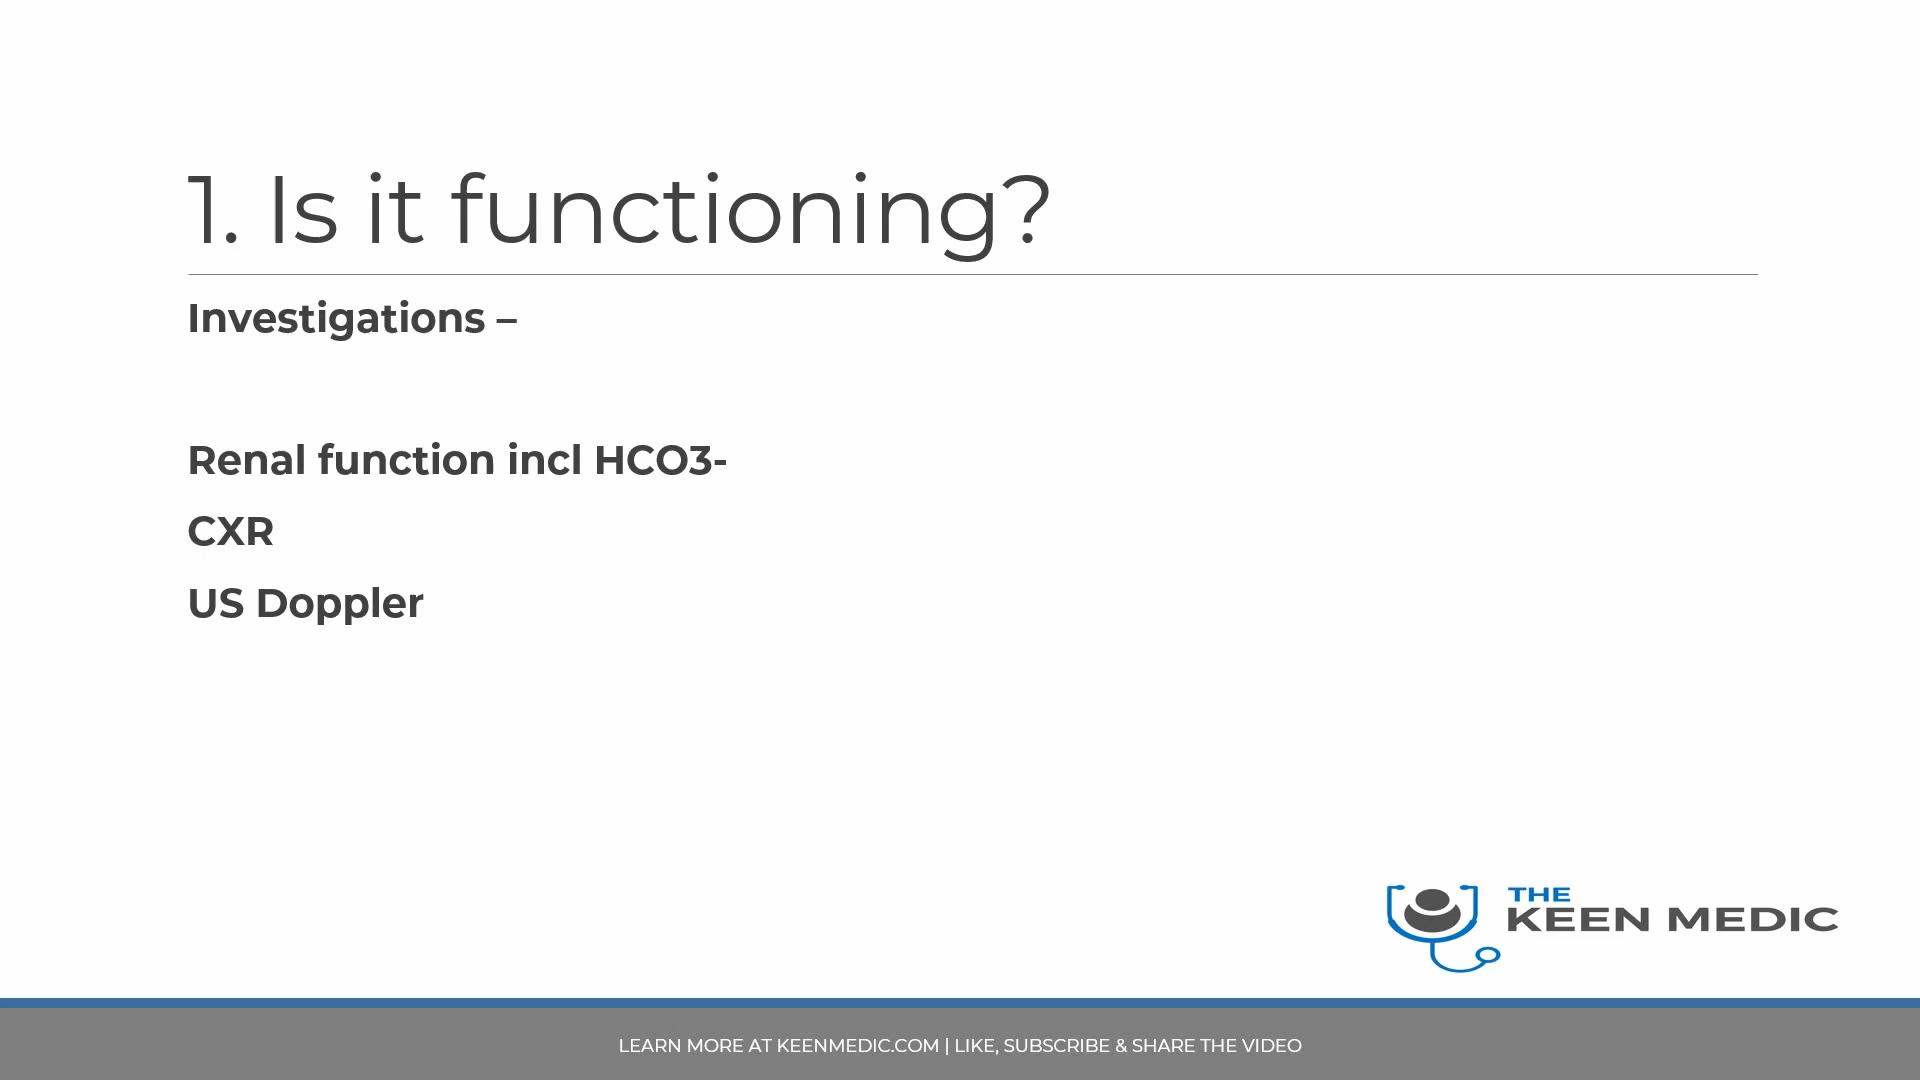 1. Is it functioning?
Investigations –
Renal function incl HCO3-
CXR
US Doppler
THE
KEEN MEDIC
LEARN MORE AT KEENMEDIC.COM | LIKE, SUBSCRIBE & SHARE THE VIDEO